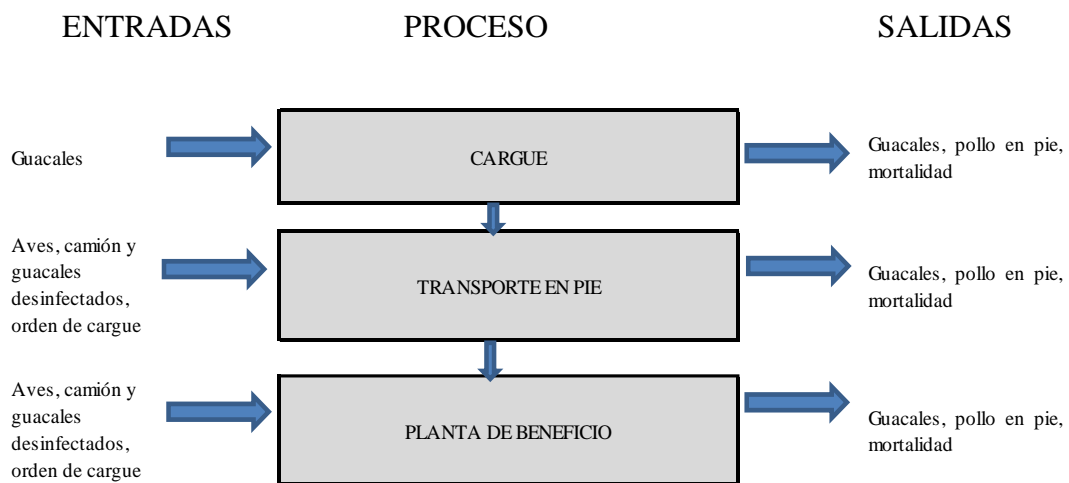 ENTRADAS PROCESO SALIDAS
Guacales
CARGUE
Guacales, pollo en pie,
mortalidad
Aves, camión y
guacales
desinfectados,
orden de cargue
TRANSPORTE EN PIE
Guacales, pollo en pie,
mortalidad
Aves, camión y
guacales
desinfectados,
orden de cargue
PLANTA DE BENEFICIO
Guacales, pollo en pie,
mortalidad